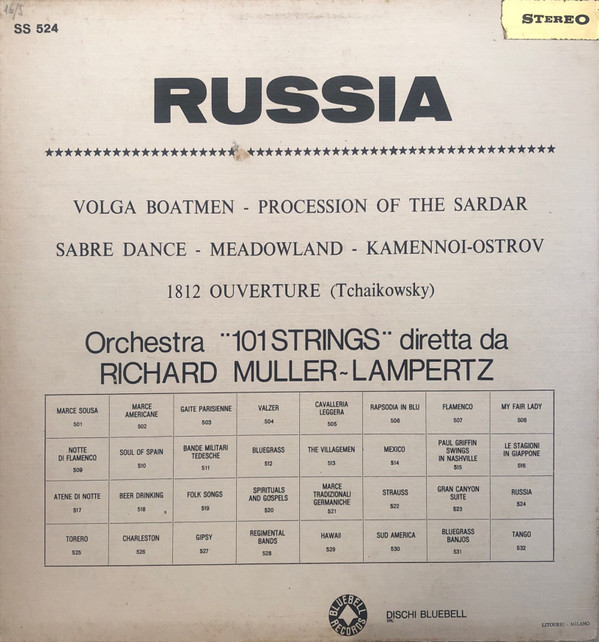 16/5
SS 524
STEREO
RUSSIA
VOLGA BOATMEN - PROCESSION OF THE SARDAR
SABRE DANCE - MEADOWLAND - KAMENNOI-OSTROV
1812 OUVERTURE (Tchaikowsky)
Orchestra ¨101 STRINGS¨ diretta da
RICHARD MULLER-LAMPERTZ
MARCE SOUSA
501
MARCE
AMERICANE
502
GAITE PARISIENNE
503
VALZER
504
CAVALLERIA
LEGGERA
505
RAPSODIA IN BLU
506
FLAMENCO
507
MY FAIR LADY
508
NOTTE
DI FLAMENCO
509
SOUL OF SPAIN
510
BANDE MILITARI
TEDESCHE
511
BLUEGRASS
512
THE VILLAGEMEN
513
MEXICO
514
PAUL GRIFFIN
SWINGS
IN NASHVILLE
515
LE STAGIONI
IN GIAPPONE
516
ATENE DI NOTTE
517
BEER DRINKING
518
FOLK SONGS
519
SPIRITUALS
AND GOSPELS
520
MARCE
TRADIZIONALI
GERMANICHE
521
STRAUSS
522
GRAN CANYON
SUITE
523
RUSSIA
524
TORERO
525
CHARLESTON
526
GIPSY
527
REGIMENTAL
BANDS
528
HAWAII
529
SUD AMERICA
530
BLUEGRASS
BANJOS
531
TANGO
532
BLUEBELL RECORDS
DISCHI BLUEBELL